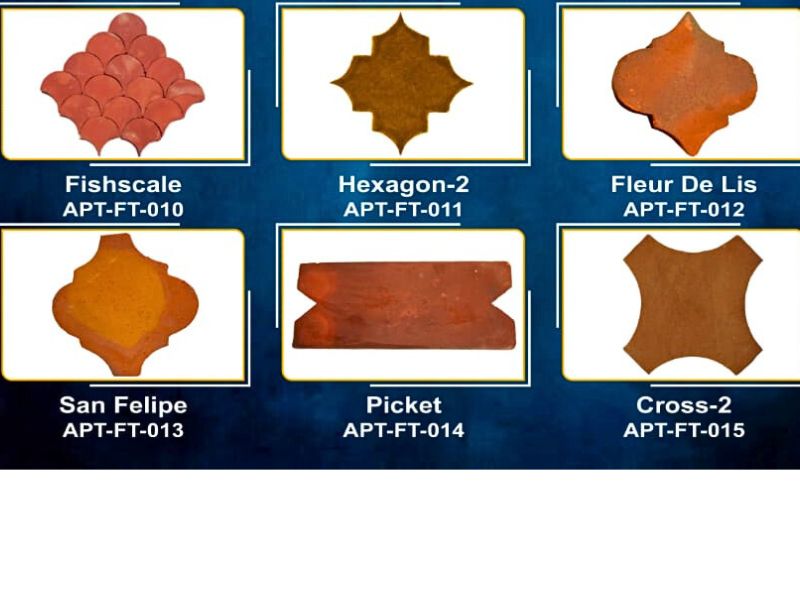 Fishscale
APT-FT-010
Hexagon-2
APT-FT-011
Fleur De Lis
APT-FT-012
San Felipe
APT-FT-013
Picket
APT-FT-014
Cross-2
APT-FT-015